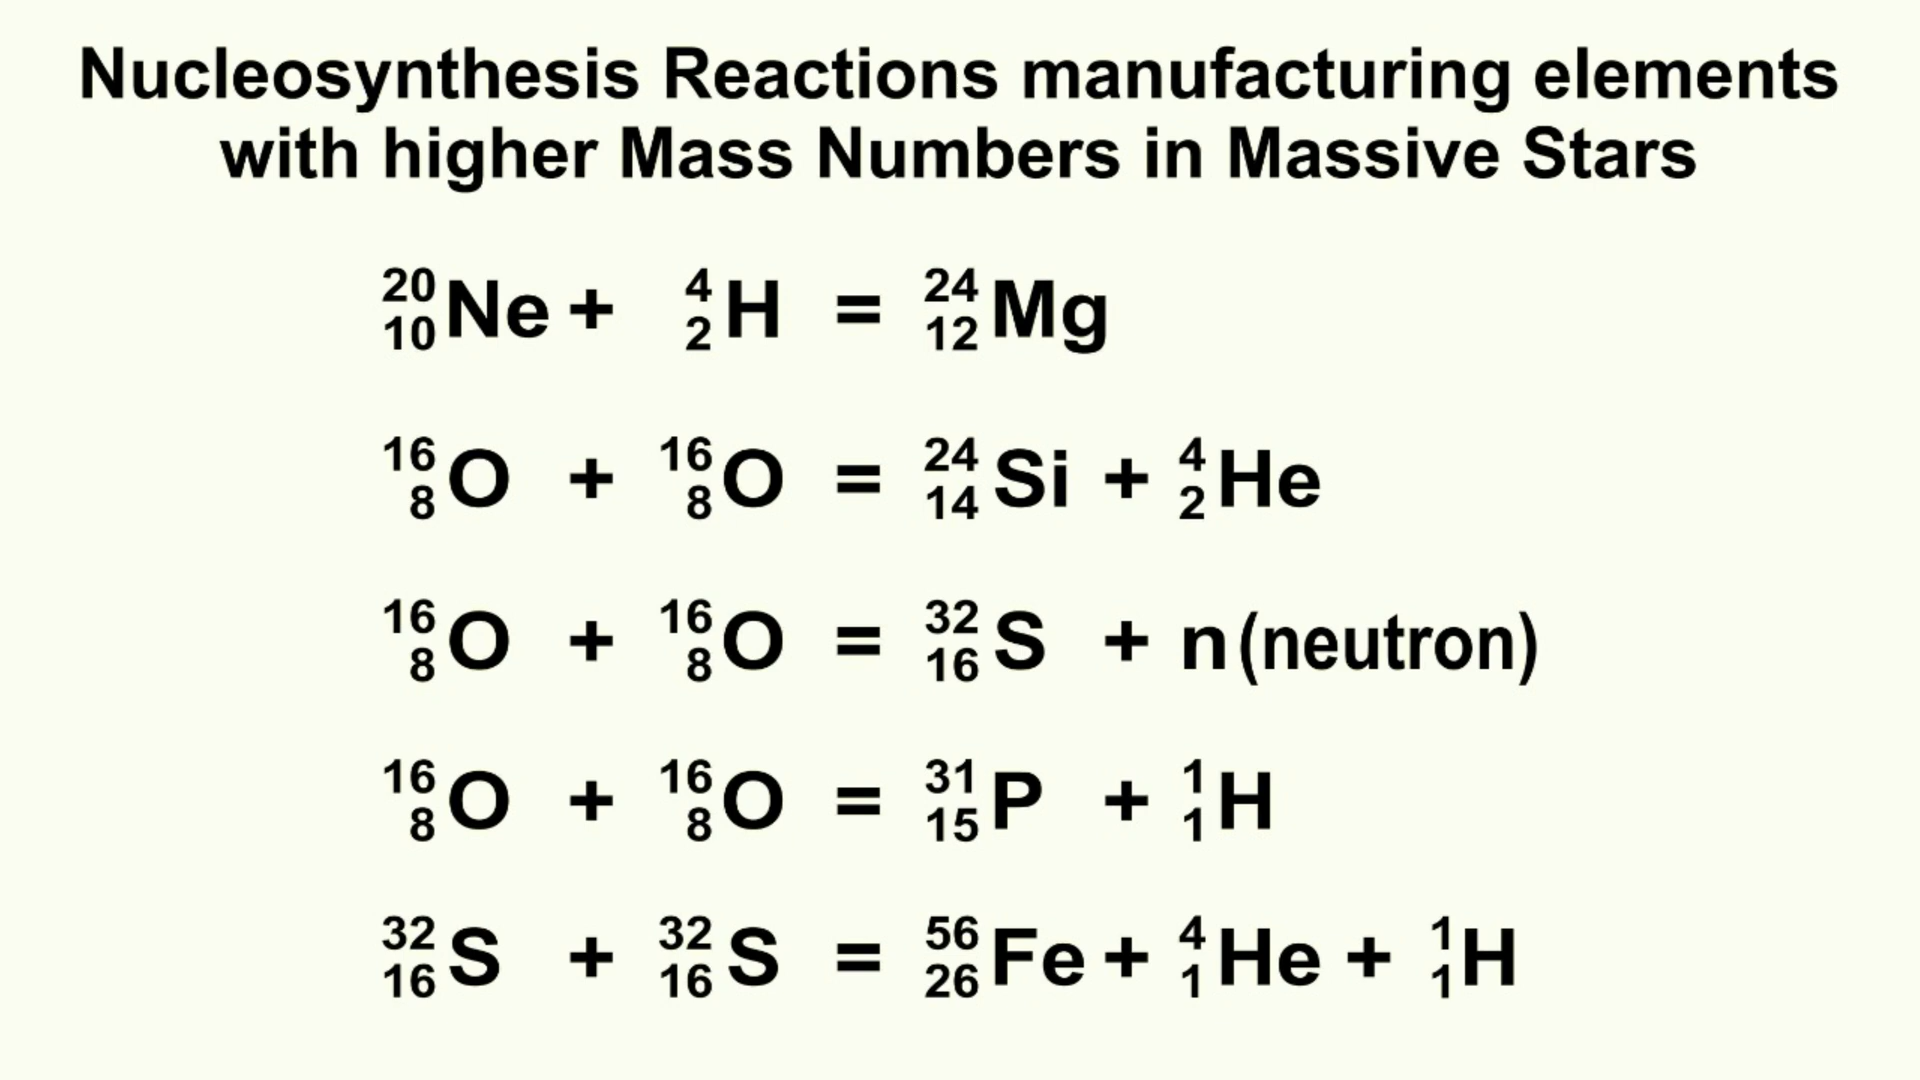 Nucleosynthesis Reactions manufacturing elements
with higher Mass Numbers in Massive Stars
²⁰₁₀Ne + ⁴₂H = ²⁴₁₂Mg
¹⁶₈O + ¹⁶₈O = ²⁴₁₄Si + ⁴₂He
¹⁶₈O + ¹⁶₈O = ³²₁₆S + n (neutron)
¹⁶₈O + ¹⁶₈O = ³¹₁₅P + ¹₁H
³²₁₆S + ³²₁₆S = ⁵⁶₂₆Fe + ⁴₁He + ¹₁H